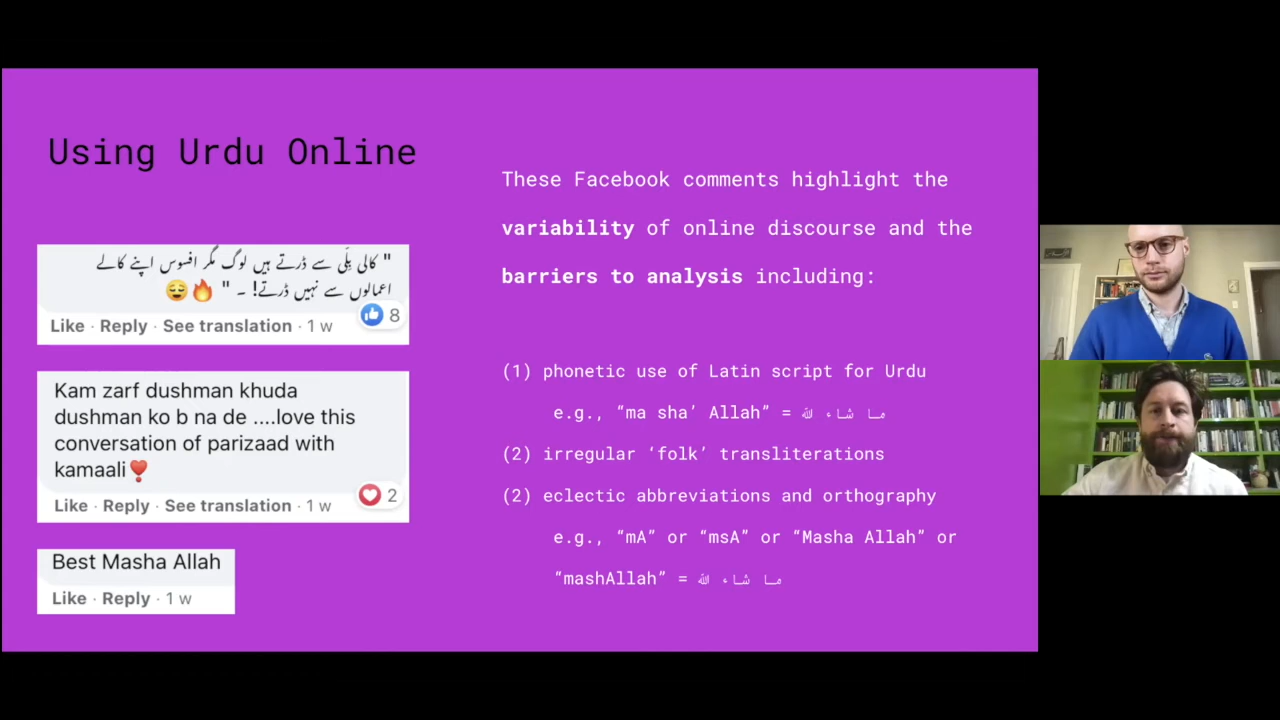 Using Urdu Online
" کالی بلّی سے ڈرتے ہیں لوگ مگر افسوس اپنے کالے
اعمالوں سے نہیں ڈرتے! ۔ " 🔥😌
8
Like · Reply · See translation · 1 w
Kam zarf dushman khuda
dushman ko b na de ....love this
conversation of parizaad with
kamaali❣️
2
Like · Reply · See translation · 1 w
Best Masha Allah
Like · Reply · 1 w
These Facebook comments highlight the
variability of online discourse and the
barriers to analysis including:
(1) phonetic use of Latin script for Urdu
e.g., “ma sha’ Allah” = ما شاء الله
(2) irregular ‘folk’ transliterations
(2) eclectic abbreviations and orthography
e.g., “mA” or “msA” or “Masha Allah” or
“mashAllah” = ما شاء الله